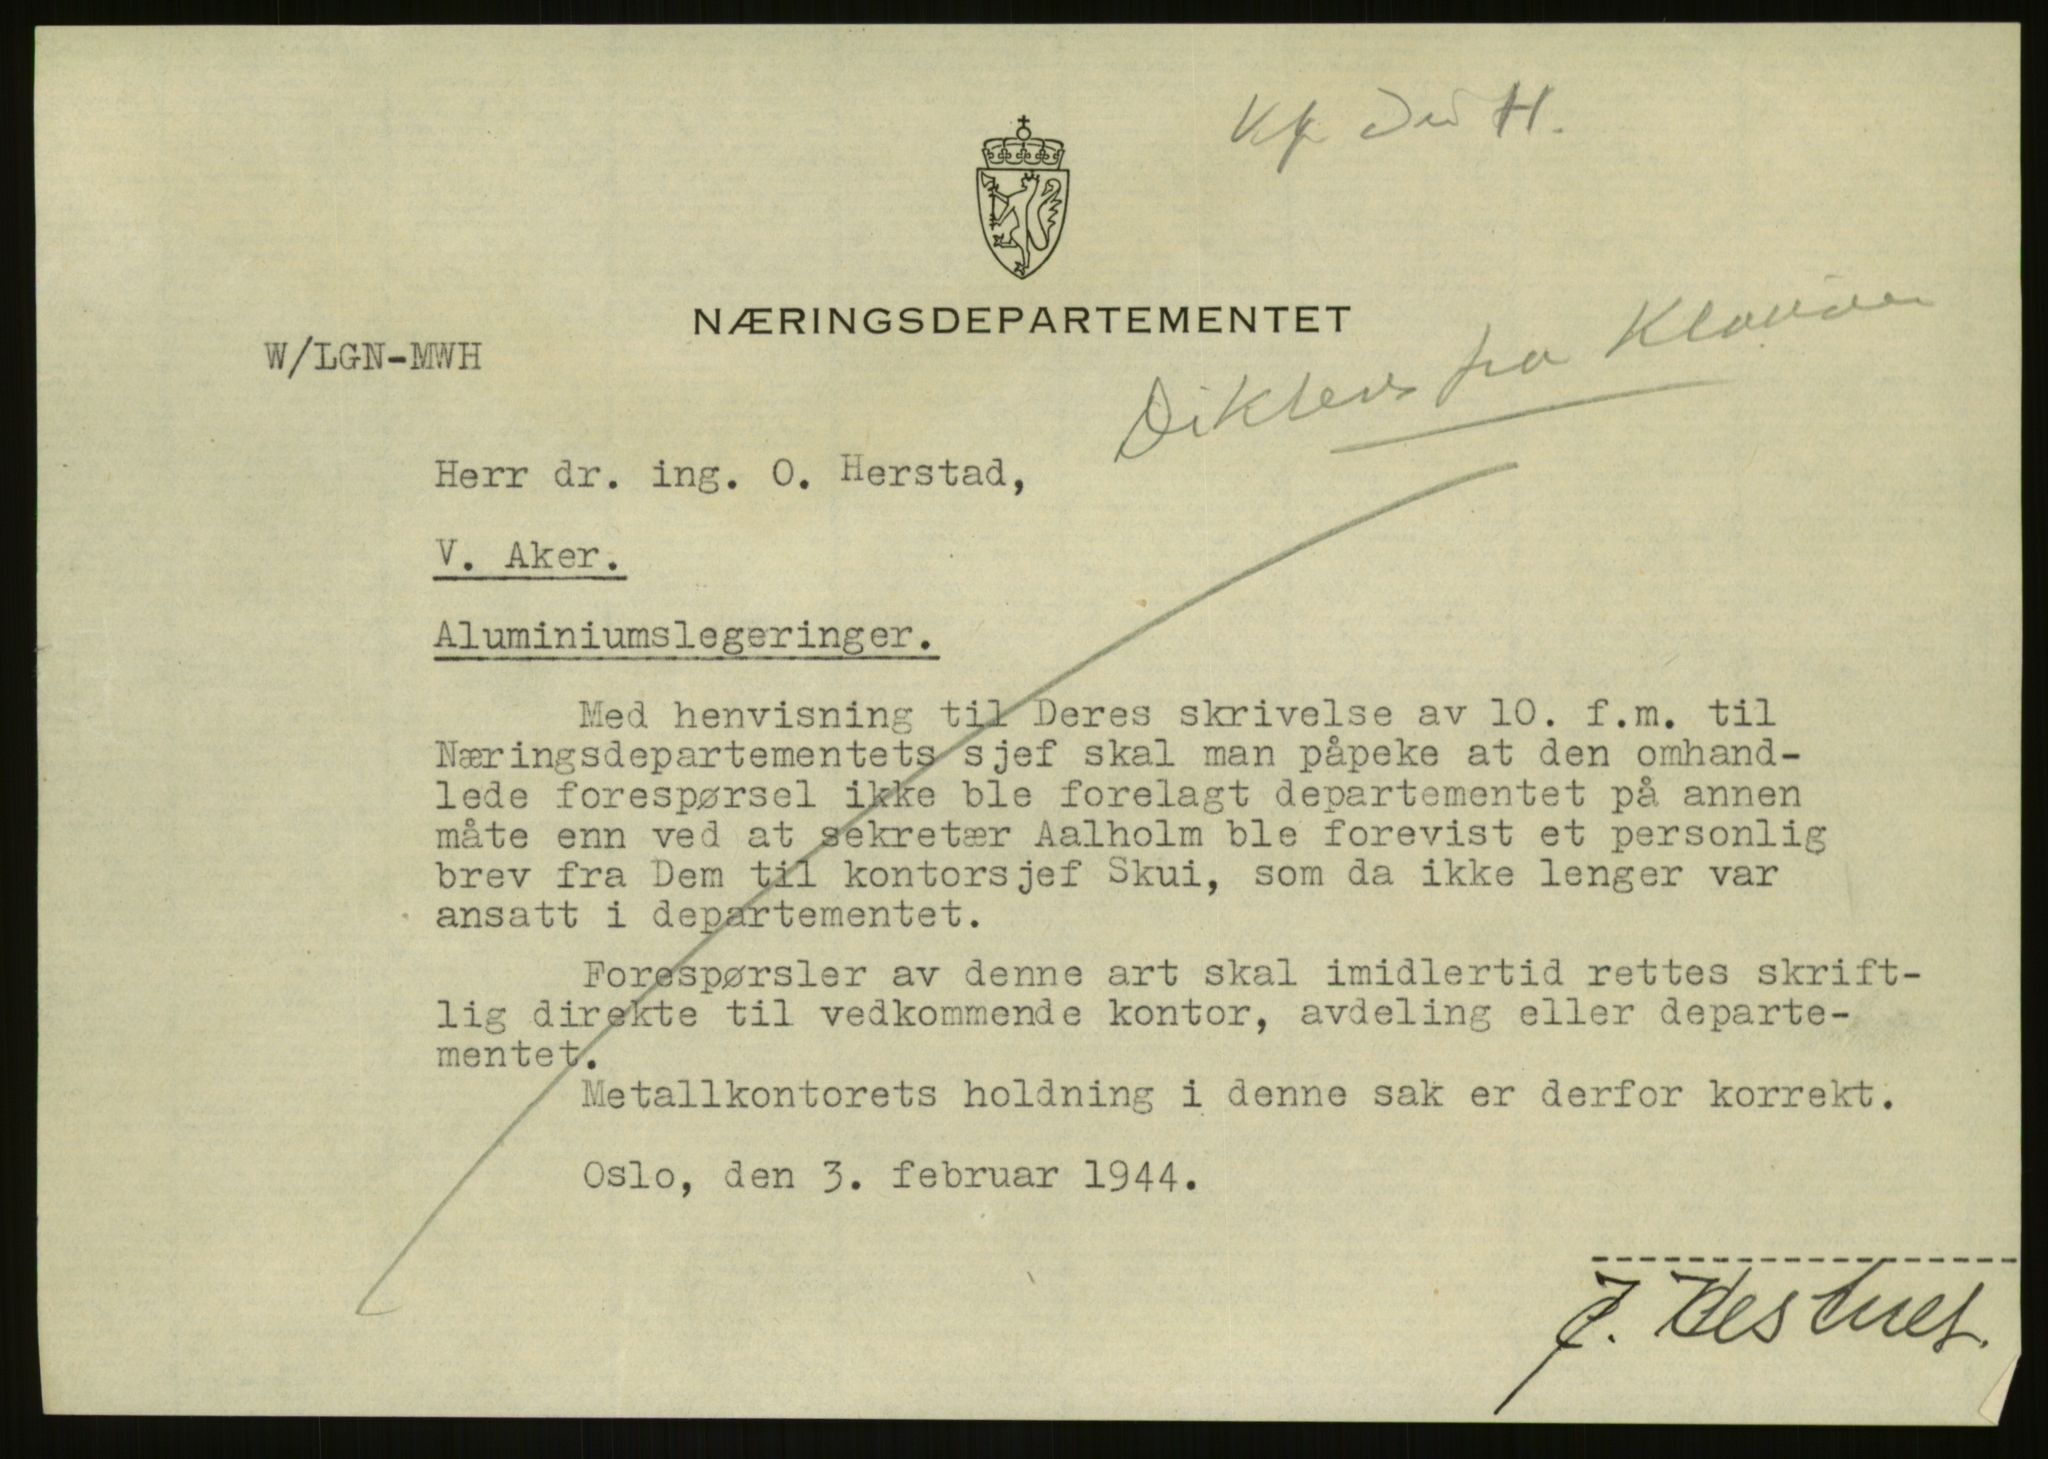 Kp
H.
NÆRINGSDEPARTEMENTET
W/LGN-MWH
fra
Herr dr. ing. O. Herstad,
V. Aker.
Aluminiumslegeringer.
Med henvisning til Deres skrivelse av 10. f.m. til
Næringsdepartementets sjef skal man påpeke at den omhand-
lede forespørsel ikke ble forelagt departementet på annen
måte enn ved at sekretær Aalholm ble forevist et personlig
brev fra Dem til kontorsjef Skui, som da ikke lenger var
ansatt i departementet.
Forespørsler av denne art skal imidlertid rettes skrift-
lig direkte til vedkommende kontor, avdeling eller departe-
mentet.
Metallkontorets holdning i denne sak er derfor korrekt.
Oslo, den 3. februar 1944.